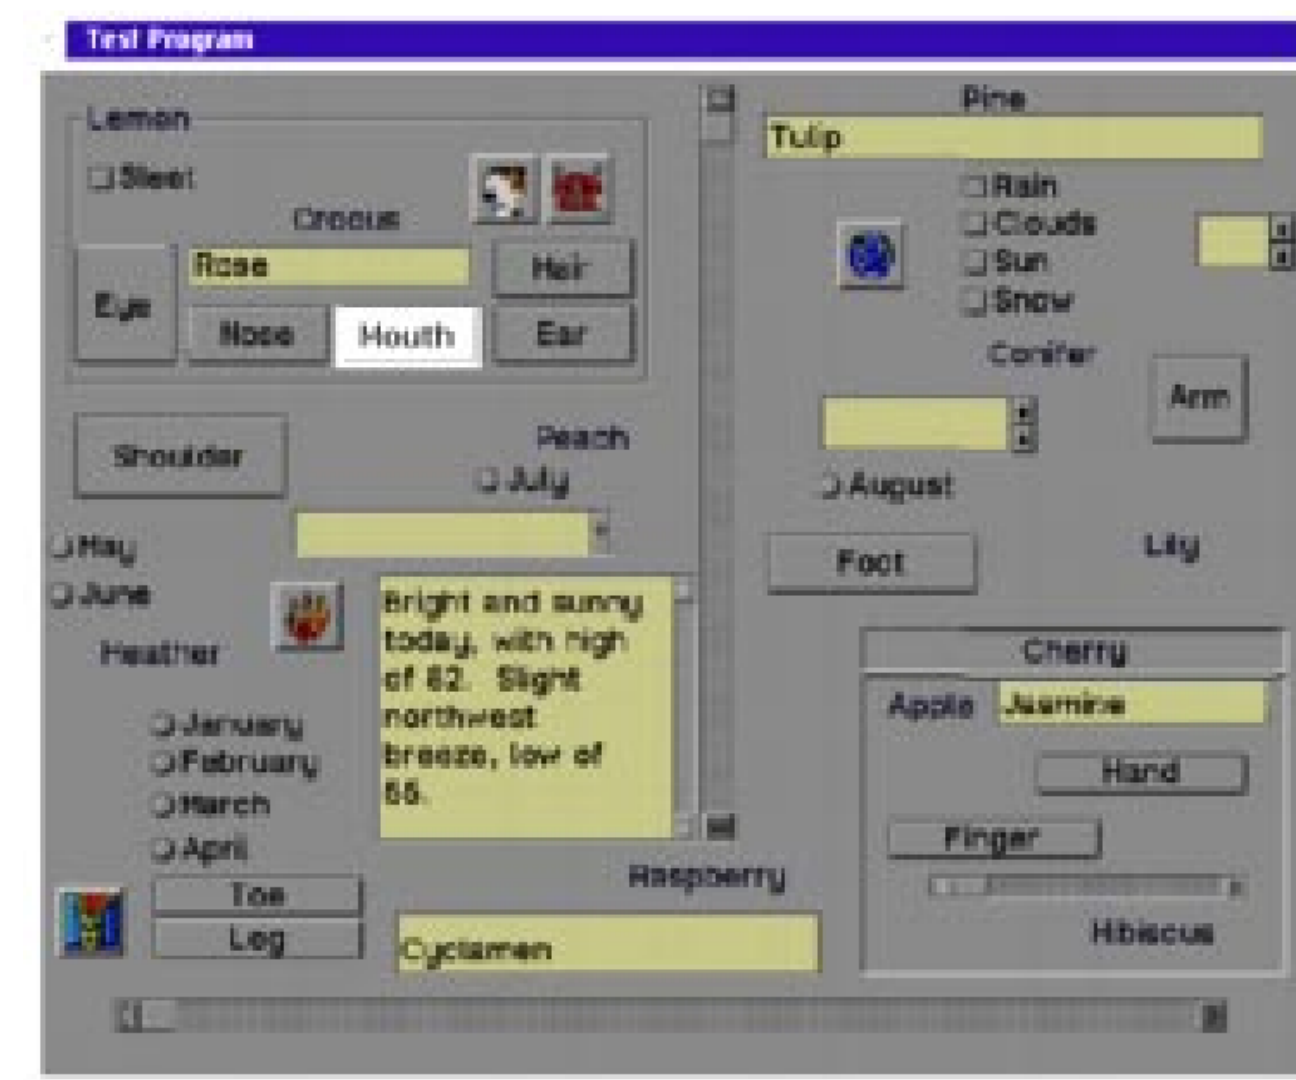 Test Program
Lemon
Sleet
Crocus
Rose
Eye
Nose
Mouth
Hair
Ear
Shoulder
Peach
July
May
June
Heather
Bright and sunny
today, with high
of 62. Slight
northwest
breeze, low of
55.
January
February
March
April
Toe
Leg
Raspberry
Cyclamen
Pine
Tulip
Rain
Clouds
Sun
Snow
Conifer
Arm
August
Foot
Lily
Cherry
Apple Jasmine
Hand
Finger
Hibiscus